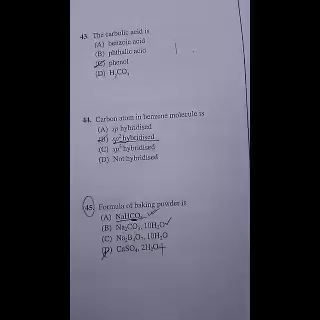 43. The carbolic acid is
(A) benzoic acid
(B) phthalic acid
(C) phenol
(D) H₂CO₃
44. Carbon atom in benzene molecule is
(A) sp hybridised
(B) sp² hybridised
(C) sp³ hybridised
(D) Not hybridised
45. Formula of baking powder is
(A) NaHCO₃
(B) Na₂CO₃, 10H₂O
(C) Na₂B₄O₇, 10H₂O
(D) CaSO₄, 2H₂O